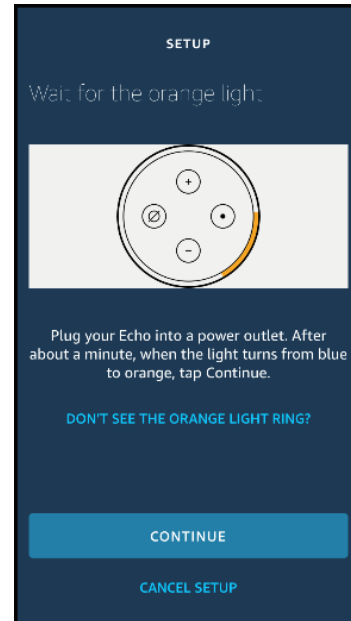 SETUP
Wait for the orange light
Plug your Echo into a power outlet. After
about a minute, when the light turns from blue
to orange, tap Continue.
DON'T SEE THE ORANGE LIGHT RING?
CONTINUE
CANCEL SETUP